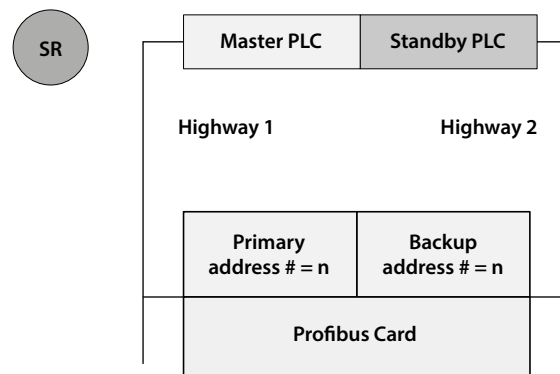 SR
Master PLC
Standby PLC
Highway 1
Highway 2
Primary
address # = n
Backup
address # = n
Profibus Card